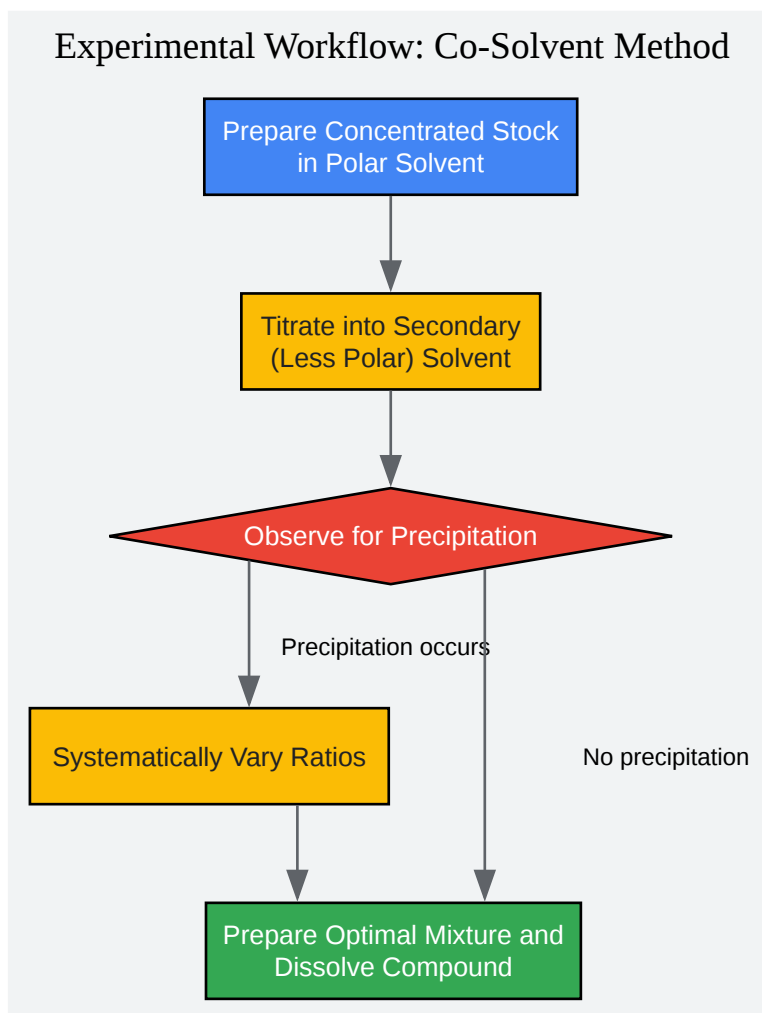 Experimental Workflow: Co-Solvent Method
Prepare Concentrated Stock
in Polar Solvent
Titrate into Secondary
(Less Polar) Solvent
Observe for Precipitation
Precipitation occurs
Systematically Vary Ratios
No precipitation
Prepare Optimal Mixture and
Dissolve Compound